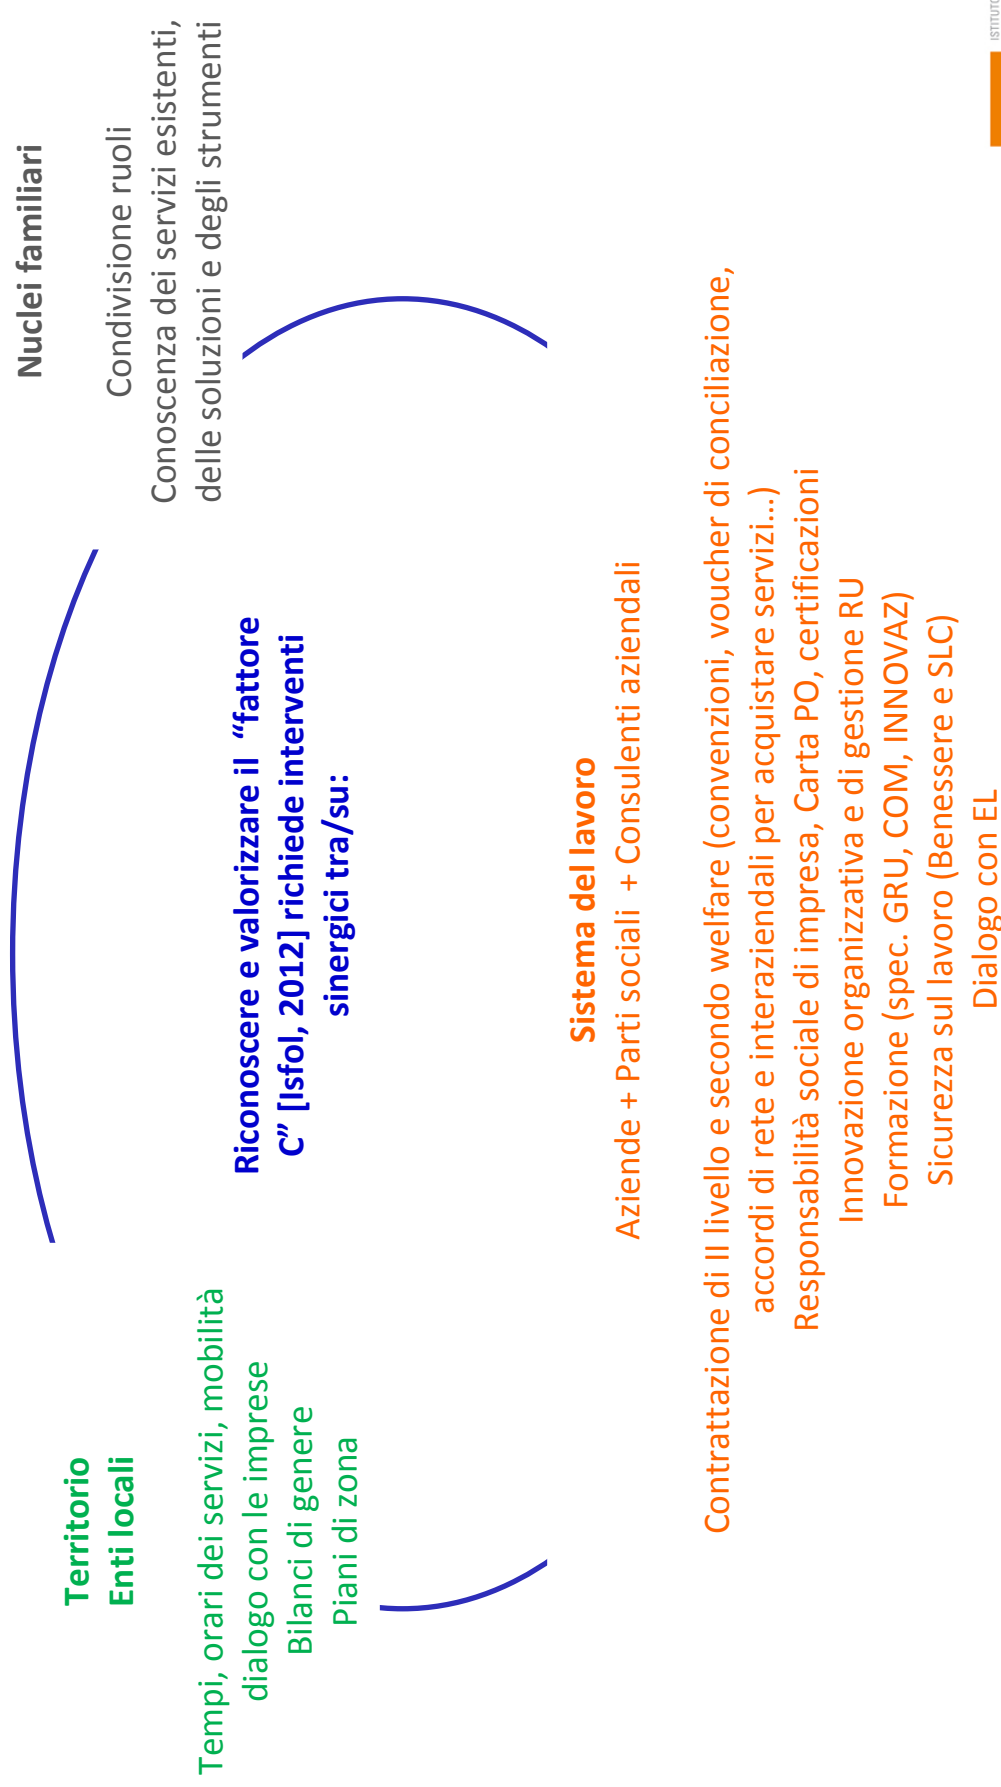 Territorio
Enti locali
Tempi, orari dei servizi, mobilità
dialogo con le imprese
Bilanci di genere
Piani di zona
Nuclei familiari
Condivisione ruoli
Conoscenza dei servizi esistenti,
delle soluzioni e degli strumenti
Riconoscere e valorizzare il “fattore
C” [Isfol, 2012] richiede interventi
sinergici tra/su:
Sistema del lavoro
Aziende + Parti sociali + Consulenti aziendali
Contrattazione di II livello e secondo welfare (convenzioni, voucher di conciliazione,
accordi di rete e interaziendali per acquistare servizi...)
Responsabilità sociale di impresa, Carta PO, certificazioni
Innovazione organizzativa e di gestione RU
Formazione (spec. GRU, COM, INNOVAZ)
Sicurezza sul lavoro (Benessere e SLC)
Dialogo con EL
ISTITUTO